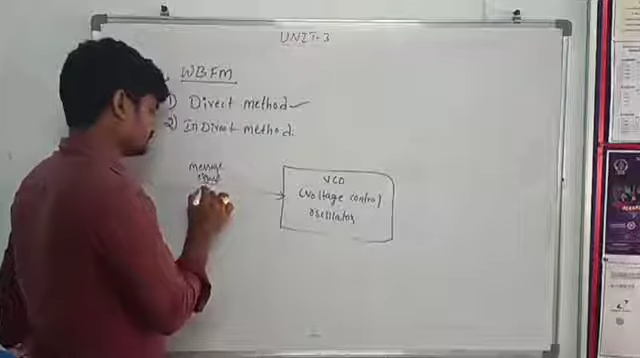 UNIT-3
WBFM
1) Direct method ✓
2) InDirect method.
message
signal
VCO
(voltage control
oscillator